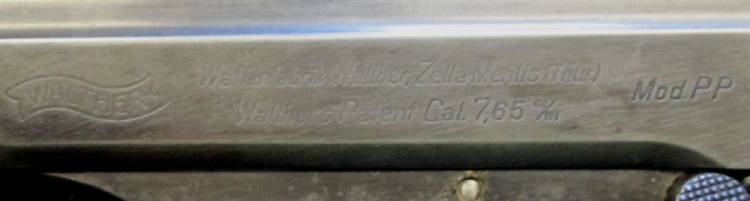 WALTHER
Waffenfabrik Walther, Zella-Mehlis (Thür)
Walther's Patent Cal. 7,65 m/m
Mod. PP